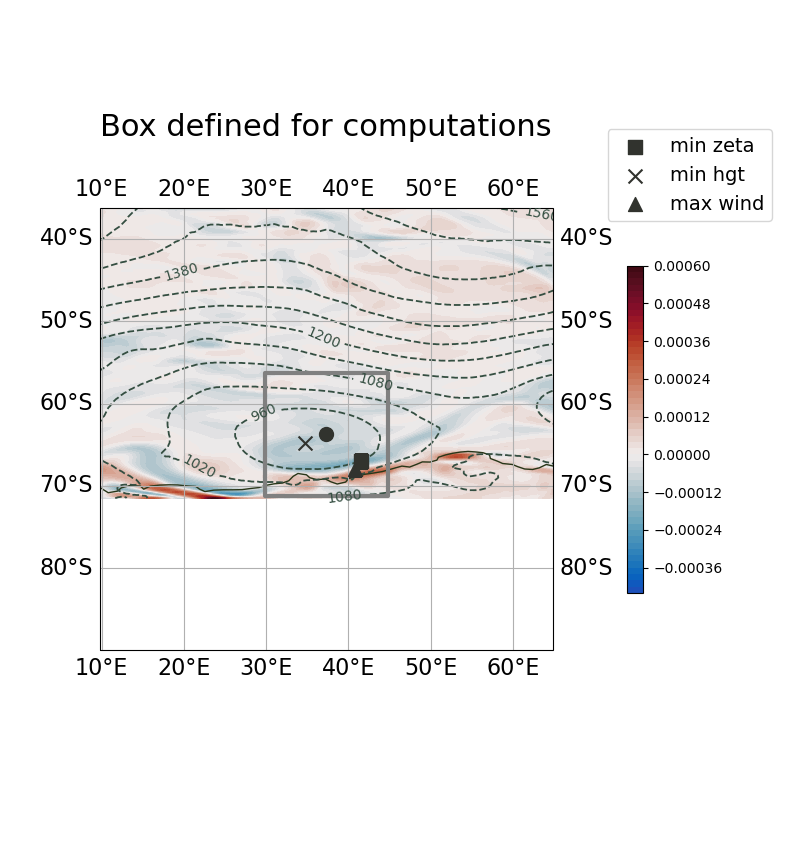 Box defined for computations
min zeta
min hgt
max wind
10°E 20°E 30°E 40°E 50°E 60°E
40°S 40°S
50°S 50°S
60°S 60°S
70°S 70°S
80°S 80°S
10°E 20°E 30°E 40°E 50°E 60°E
1560
1380
1200
1080
960
1020
1080
0.00060
0.00048
0.00036
0.00024
0.00012
0.00000
−0.00012
−0.00024
−0.00036